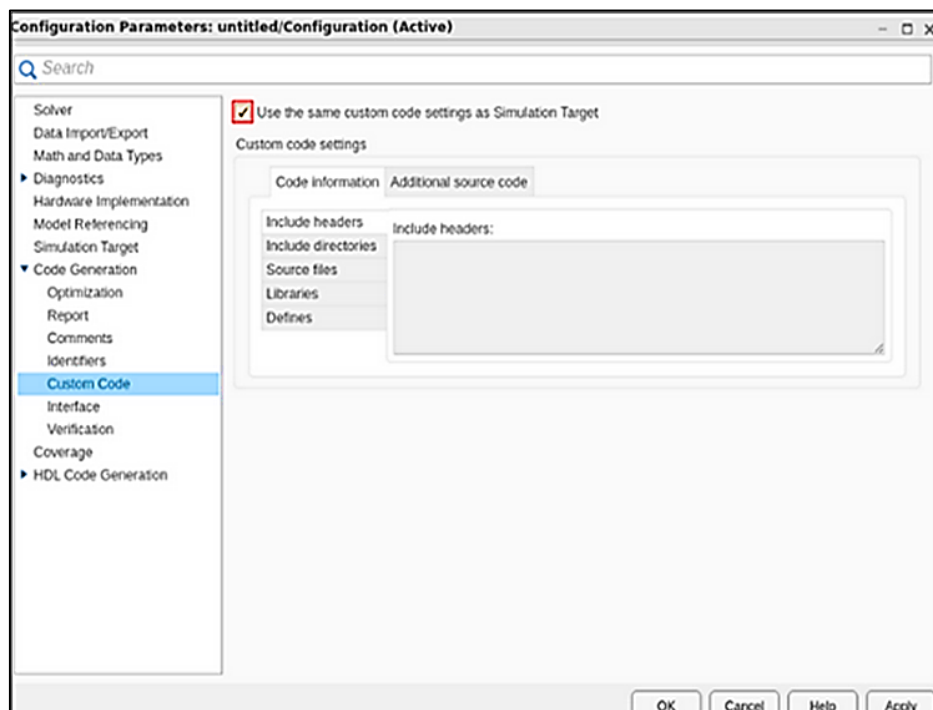 Configuration Parameters: untitled/Configuration (Active)
Search
Solver
Data Import/Export
Math and Data Types
Diagnostics
Hardware Implementation
Model Referencing
Simulation Target
Code Generation
Optimization
Report
Comments
Identifiers
Custom Code
Interface
Verification
Coverage
HDL Code Generation
Use the same custom code settings as Simulation Target
Custom code settings
Code information Additional source code
Include headers
Include directories
Source files
Libraries
Defines
Include headers:
OK Cancel Help Apply